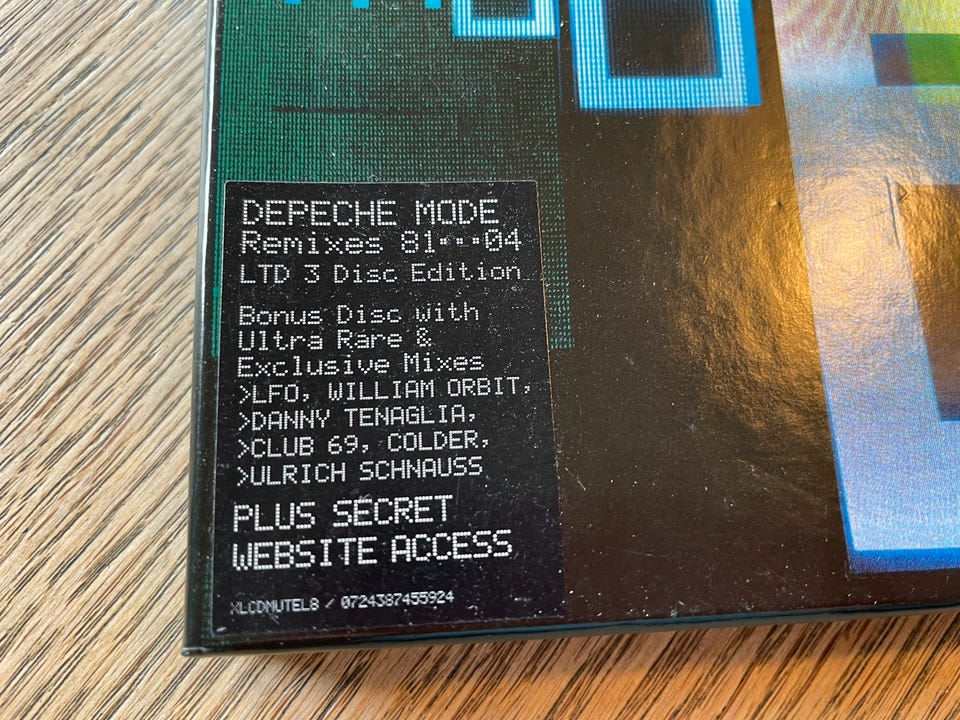 DEPECHE MODE
Remixes 81···04
LTD 3 Disc Edition
Bonus Disc with
Ultra Rare &
Exclusive Mixes
>LFO, WILLIAM ORBIT,
>DANNY TENAGLIA,
>CLUB 69, COLDER,
>ULRICH SCHNAUSS
PLUS SECRET
WEBSITE ACCESS
XLCDMUTEL8 / 0724387455924